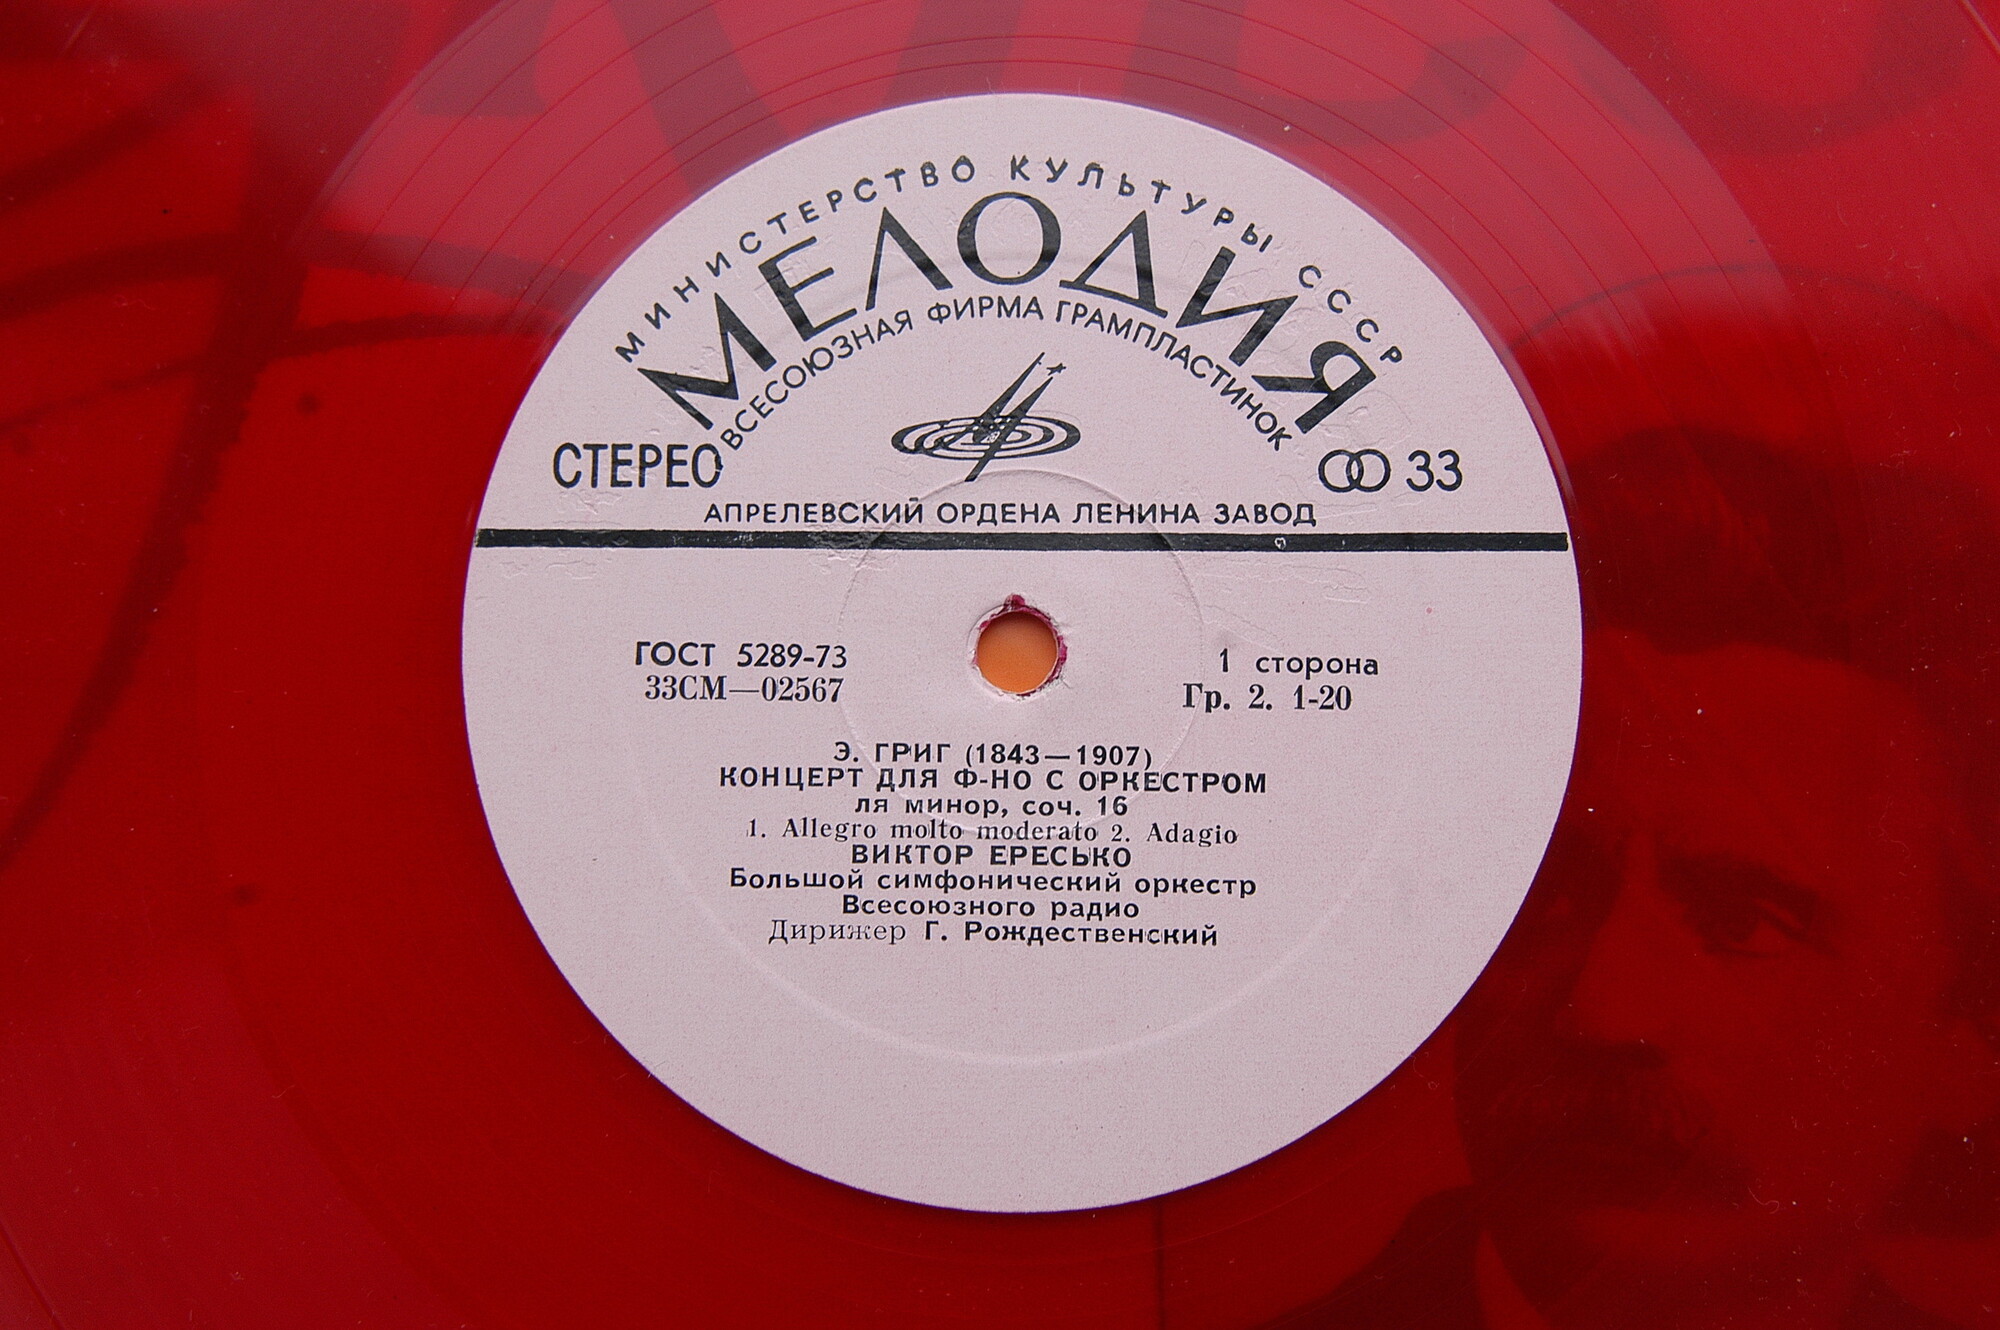 МИНИСТЕРСТВО КУЛЬТУРЫ СССР
МЕЛОДИЯ
ВСЕСОЮЗНАЯ ФИРМА ГРАМПЛАСТИНОК
СТЕРЕО
33
АПРЕЛЕВСКИЙ ОРДЕНА ЛЕНИНА ЗАВОД
ГОСТ 5289-73
33СМ—02567
1 сторона
Гр. 2. 1-20
Э. ГРИГ (1843—1907)
КОНЦЕРТ ДЛЯ Ф-НО С ОРКЕСТРОМ
ля минор, соч. 16
1. Allegro molto moderato 2. Adagio
ВИКТОР ЕРЕСЬКО
Большой симфонический оркестр
Всесоюзного радио
Дирижер Г. Рождественский